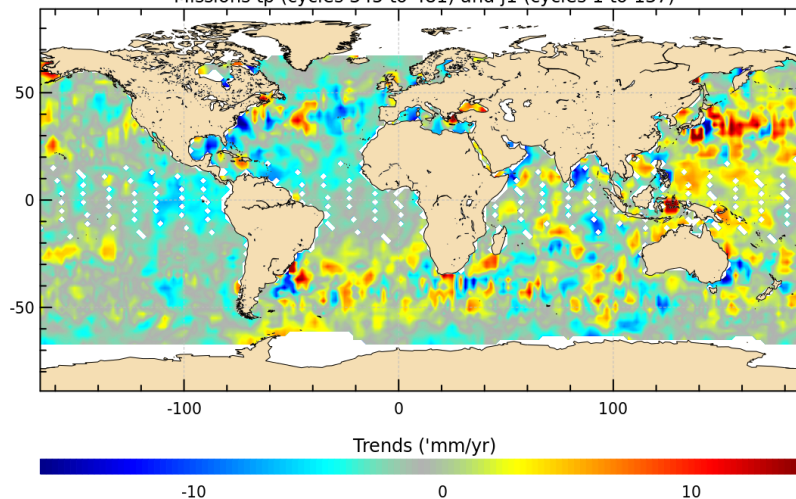 Missions tp (cycles 345 to 481) and j1 (cycles 1 to 137)
50
0
-50
-100 0 100
Trends ('mm/yr)
-10 0 10